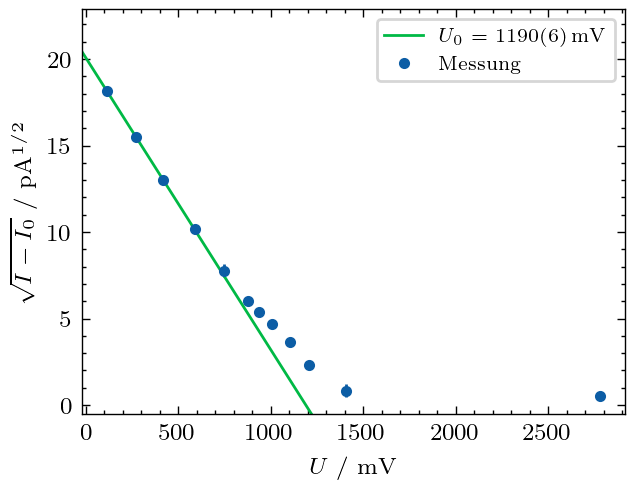 U₀ = 1190(6) mV
Messung
20
15
10
5
0
√I − I₀ / pA^1/2
0
500
1000
1500
2000
2500
U / mV